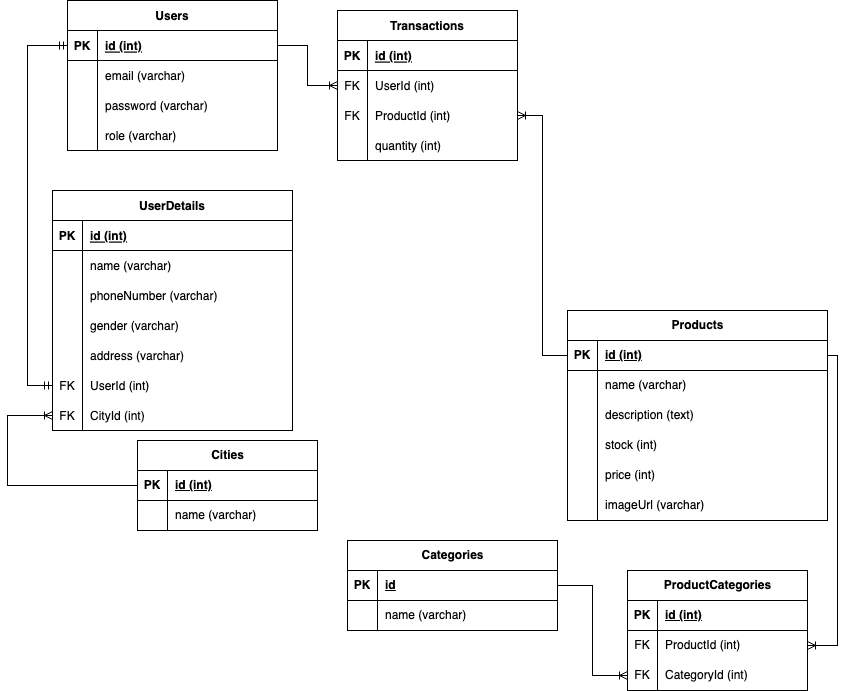 Users
PK id (int)
email (varchar)
password (varchar)
role (varchar)
Transactions
PK id (int)
FK UserId (int)
FK ProductId (int)
quantity (int)
UserDetails
PK id (int)
name (varchar)
phoneNumber (varchar)
gender (varchar)
address (varchar)
FK UserId (int)
FK CityId (int)
Products
PK id (int)
name (varchar)
description (text)
stock (int)
price (int)
imageUrl (varchar)
Cities
PK id (int)
name (varchar)
Categories
PK id
name (varchar)
ProductCategories
PK id (int)
FK ProductId (int)
FK CategoryId (int)